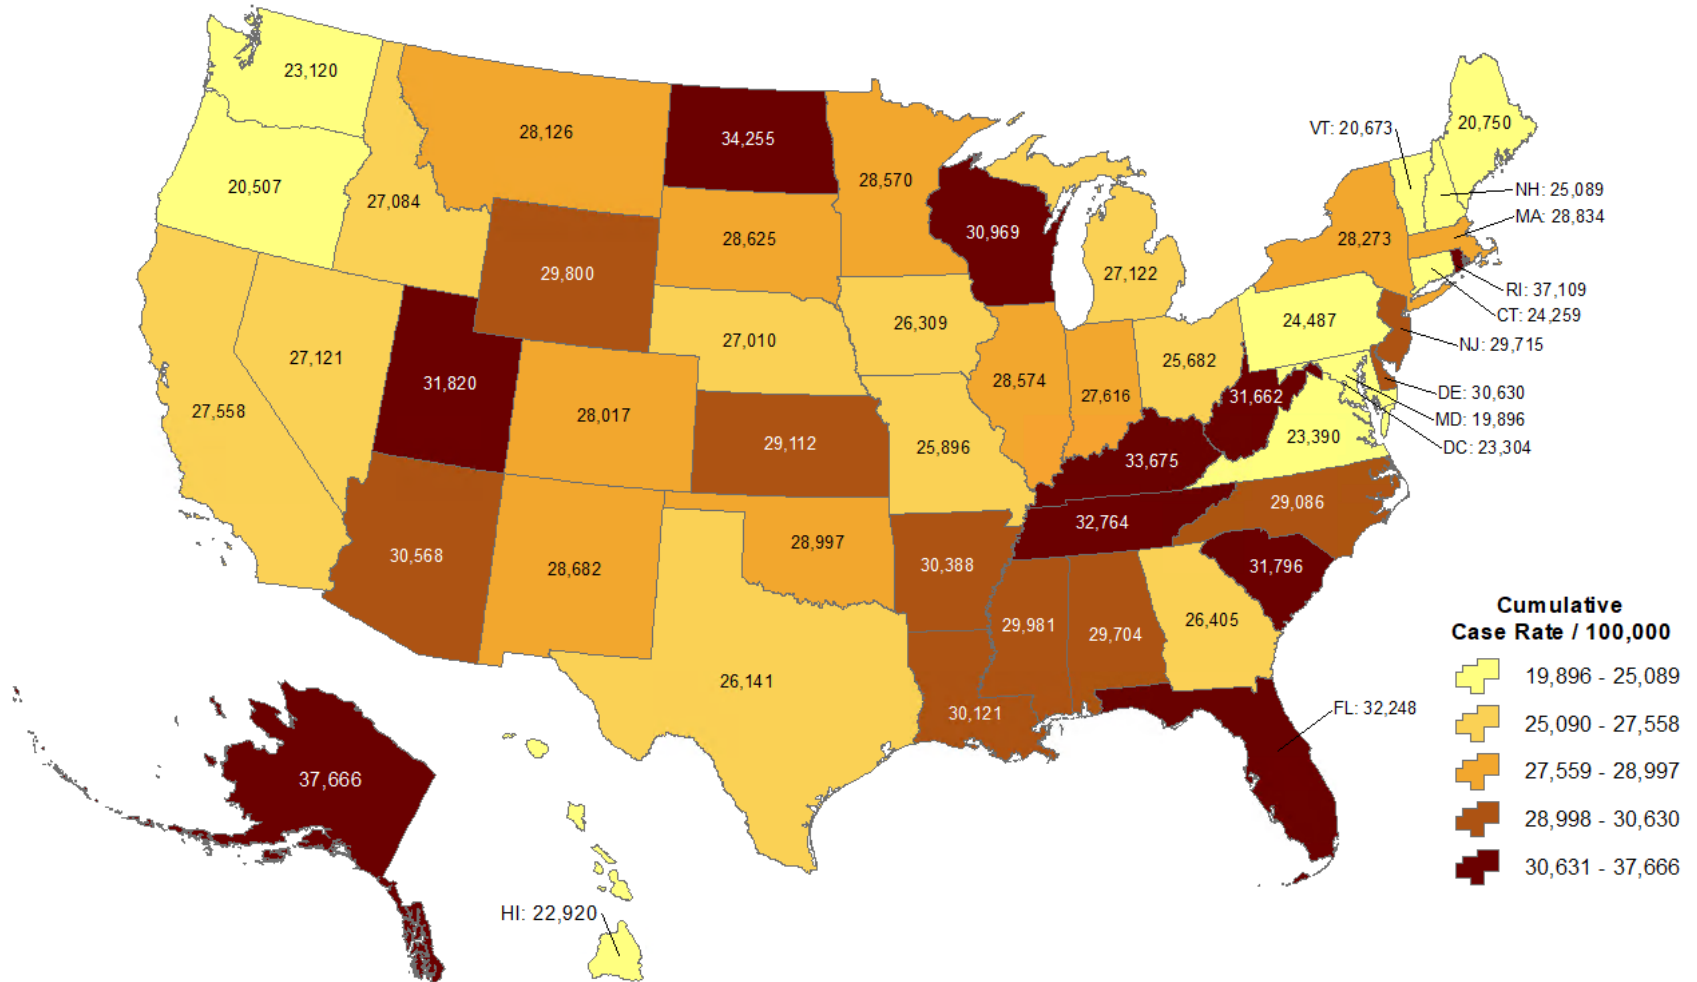 23,120
20,507
27,084
28,126
34,255
28,570
VT: 20,673
20,750
NH: 25,089
MA: 28,834
28,625
30,969
27,122
28,273
RI: 37,109
CT: 24,259
NJ: 29,715
29,800
27,010
26,309
24,487
27,558
27,121
31,820
28,017
29,112
25,896
28,574
27,616
25,682
31,662
DE: 30,630
MD: 19,896
DC: 23,304
23,390
33,675
32,764
29,086
30,568
28,682
28,997
30,388
29,981
29,704
26,405
31,796
26,141
30,121
FL: 32,248
37,666
HI: 22,920
Cumulative
Case Rate / 100,000
19,896 - 25,089
25,090 - 27,558
27,559 - 28,997
28,998 - 30,630
30,631 - 37,666